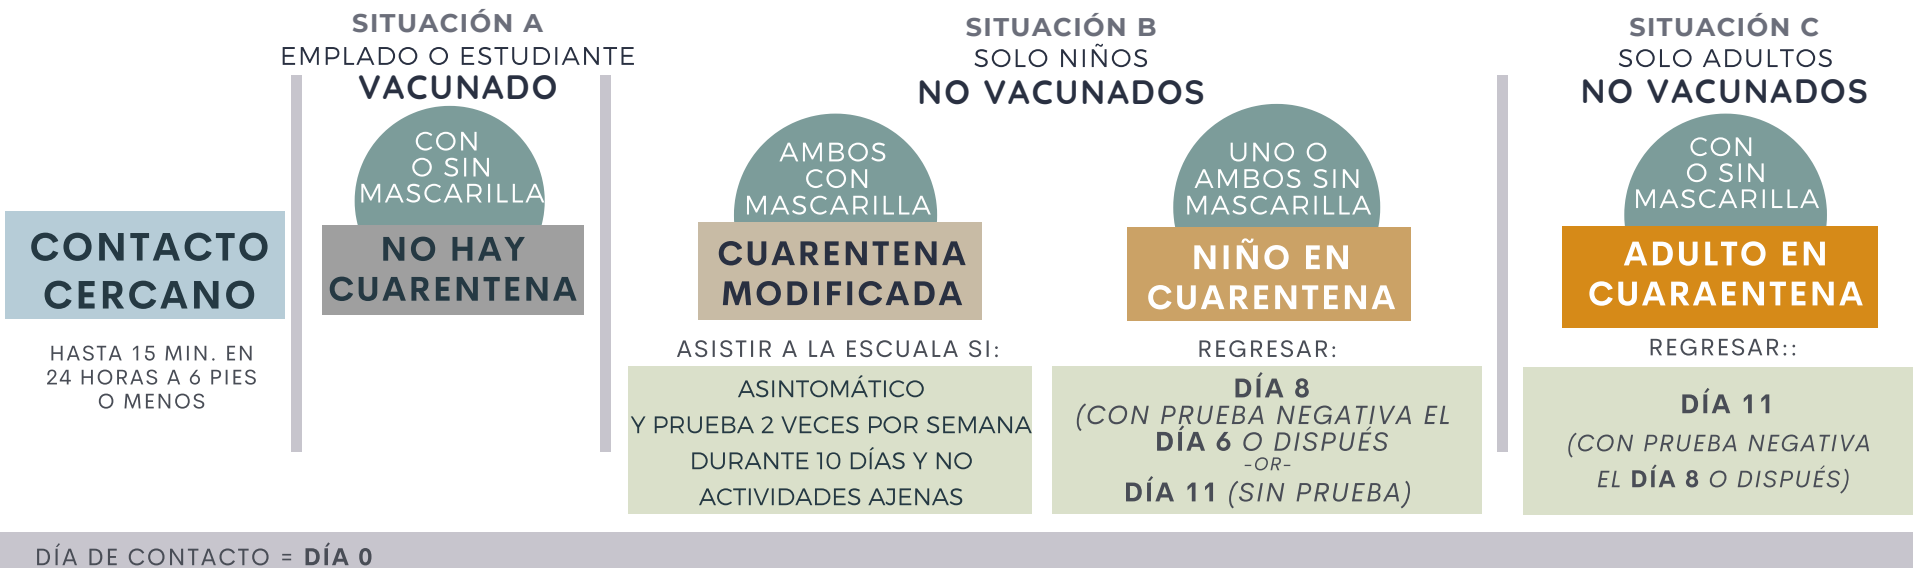 CONTACTO
CERCANO
HASTA 15 MIN. EN
24 HORAS A 6 PIES
O MENOS
SITUACIÓN A
EMPLADO O ESTUDIANTE
VACUNADO
CON
O SIN
MASCARILLA
NO HAY
CUARENTENA
SITUACIÓN B
SOLO NIÑOS
NO VACUNADOS
AMBOS
CON
MASCARILLA
CUARENTENA
MODIFICADA
ASISTIR A LA ESCUALA SI:
ASINTOMÁTICO
Y PRUEBA 2 VECES POR SEMANA
DURANTE 10 DÍAS Y NO
ACTIVIDADES AJENAS
UNO O
AMBOS SIN
MASCARILLA
NIÑO EN
CUARENTENA
REGRESAR:
DÍA 8
(CON PRUEBA NEGATIVA EL
DÍA 6 O DISPUÉS
-OR-
DÍA 11 (SIN PRUEBA)
SITUACIÓN C
SOLO ADULTOS
NO VACUNADOS
CON
O SIN
MASCARILLA
ADULTO EN
CUARAENTENA
REGRESAR::
DÍA 11
(CON PRUEBA NEGATIVA
EL DÍA 8 O DISPUÉS)
DÍA DE CONTACTO = DÍA 0